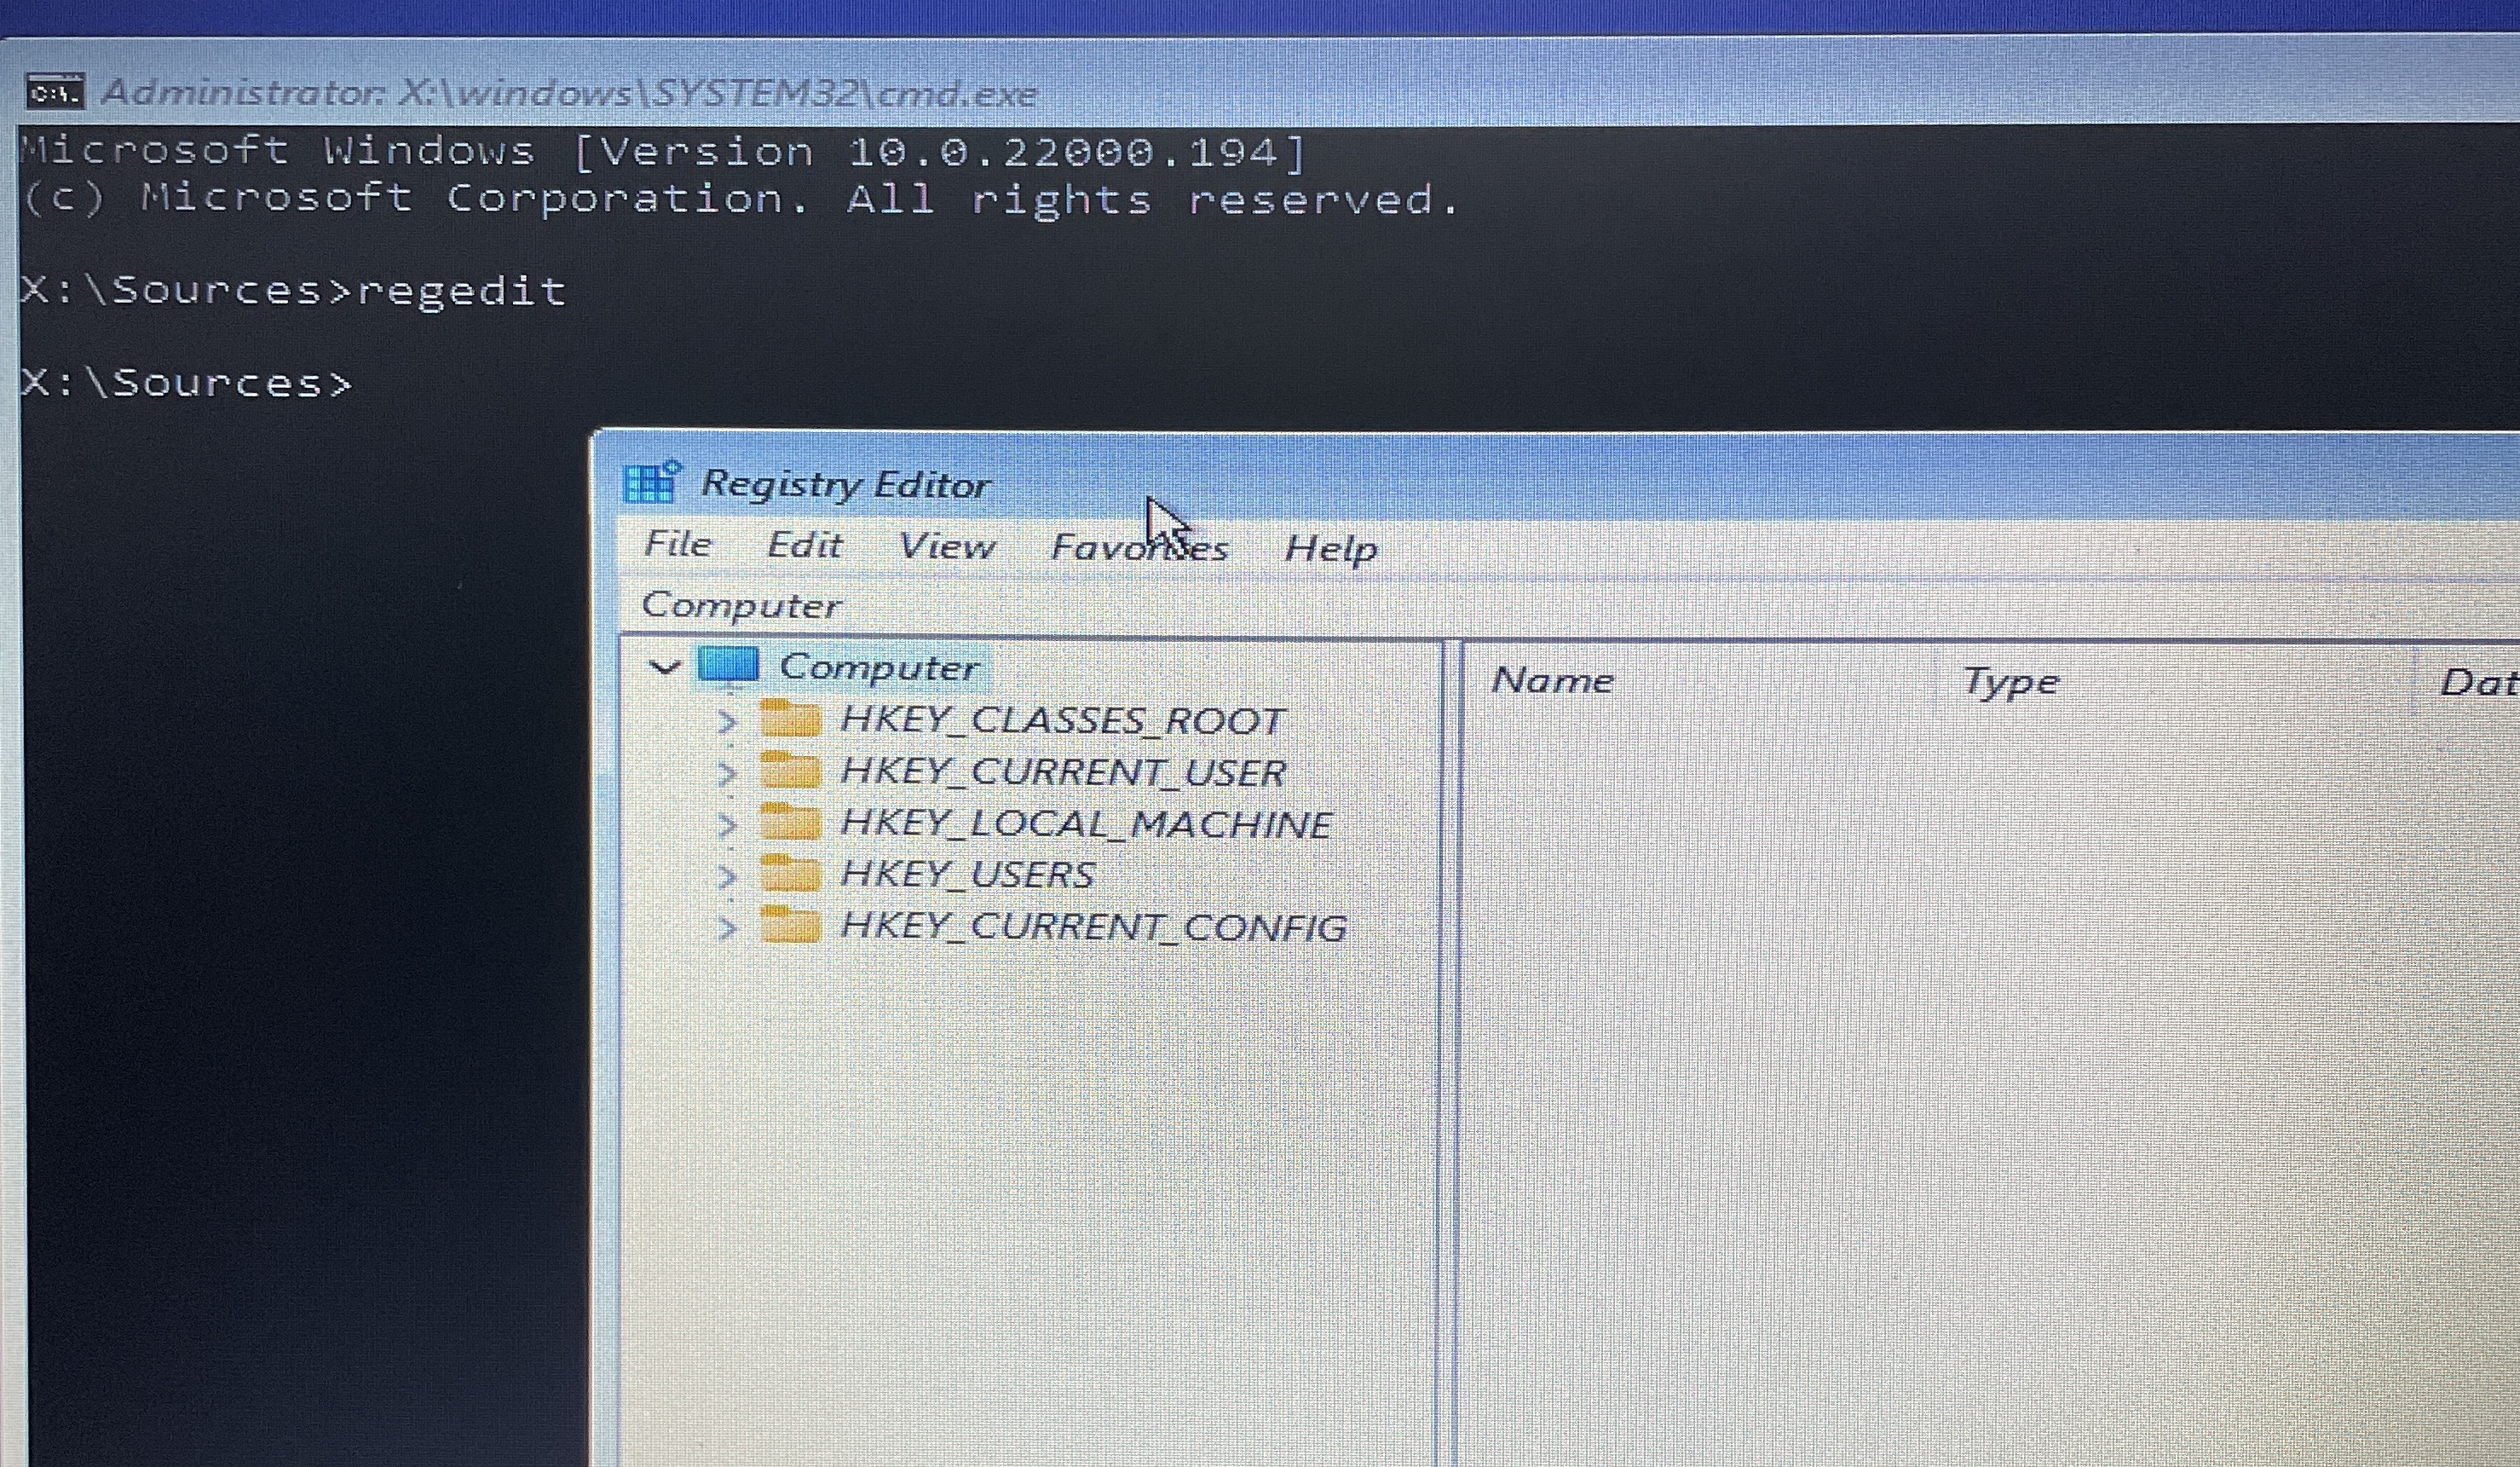 Administrator: X:\windows\SYSTEM32\cmd.exe
Microsoft Windows [Version 10.0.22000.194]
(c) Microsoft Corporation. All rights reserved.
X:\Sources>regedit
X:\Sources>
Registry Editor
File Edit View Favorites Help
Computer
Computer
Name Type Dat
HKEY_CLASSES_ROOT
HKEY_CURRENT_USER
HKEY_LOCAL_MACHINE
HKEY_USERS
HKEY_CURRENT_CONFIG